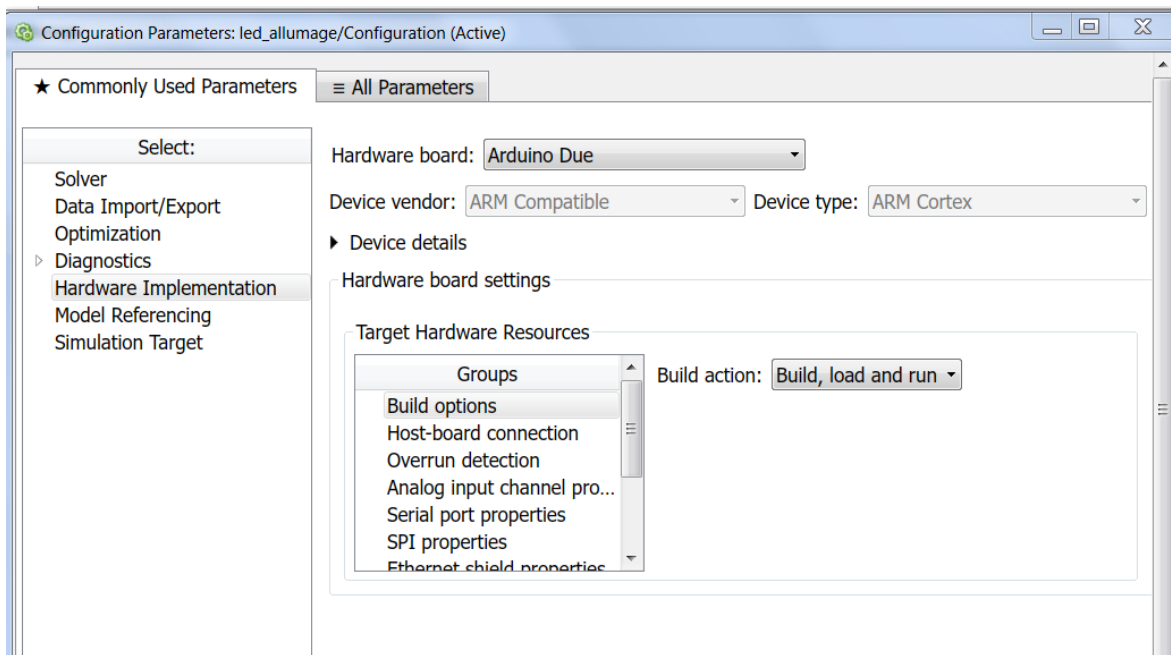 Configuration Parameters: led_allumage/Configuration (Active)
★ Commonly Used Parameters
≡ All Parameters
Select:
Solver
Data Import/Export
Optimization
Diagnostics
Hardware Implementation
Model Referencing
Simulation Target
Hardware board: Arduino Due
Device vendor: ARM Compatible Device type: ARM Cortex
Device details
Hardware board settings
Target Hardware Resources
Groups
Build options
Host-board connection
Overrun detection
Analog input channel pro...
Serial port properties
SPI properties
Ethernet shield properties
Build action: Build, load and run